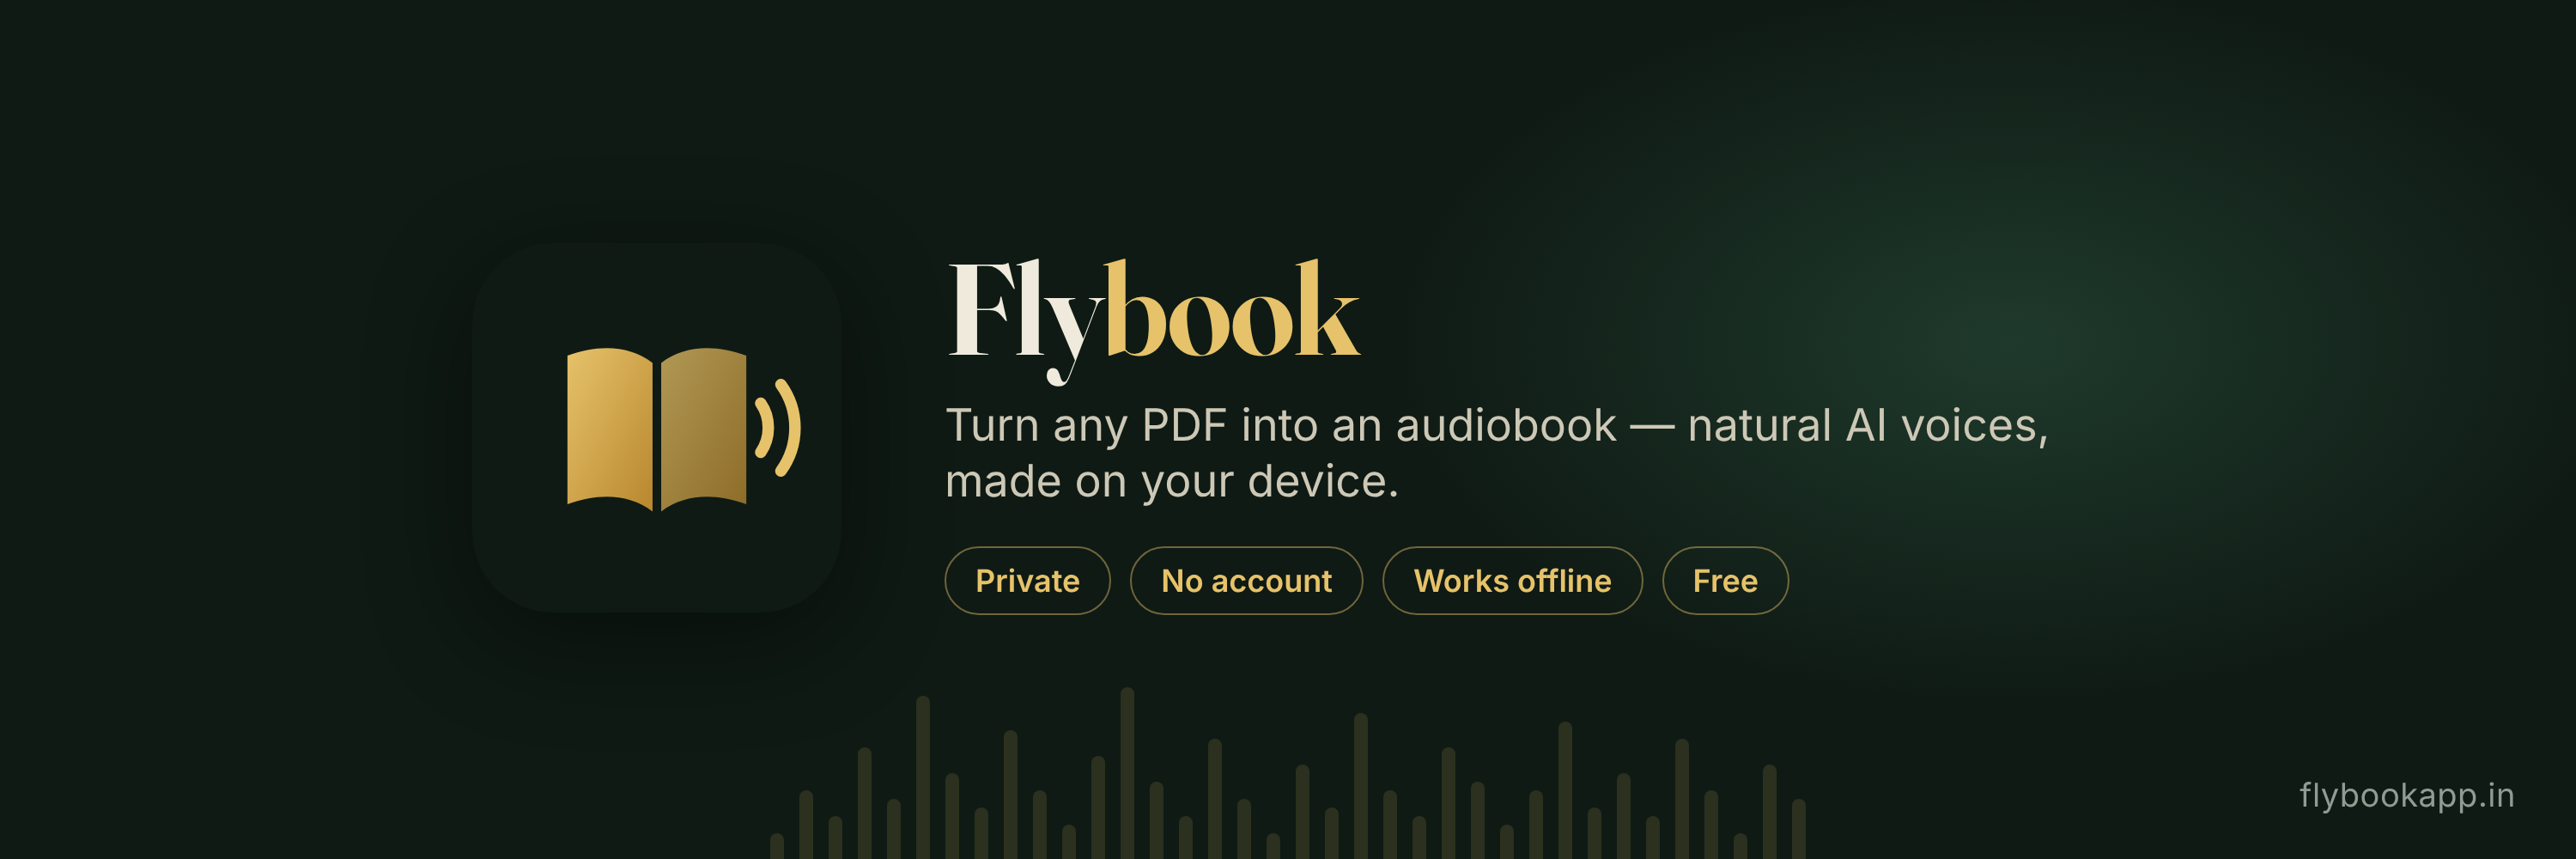 Flybook
Turn any PDF into an audiobook — natural AI voices,
made on your device.
Private No account Works offline Free
flybookapp.in